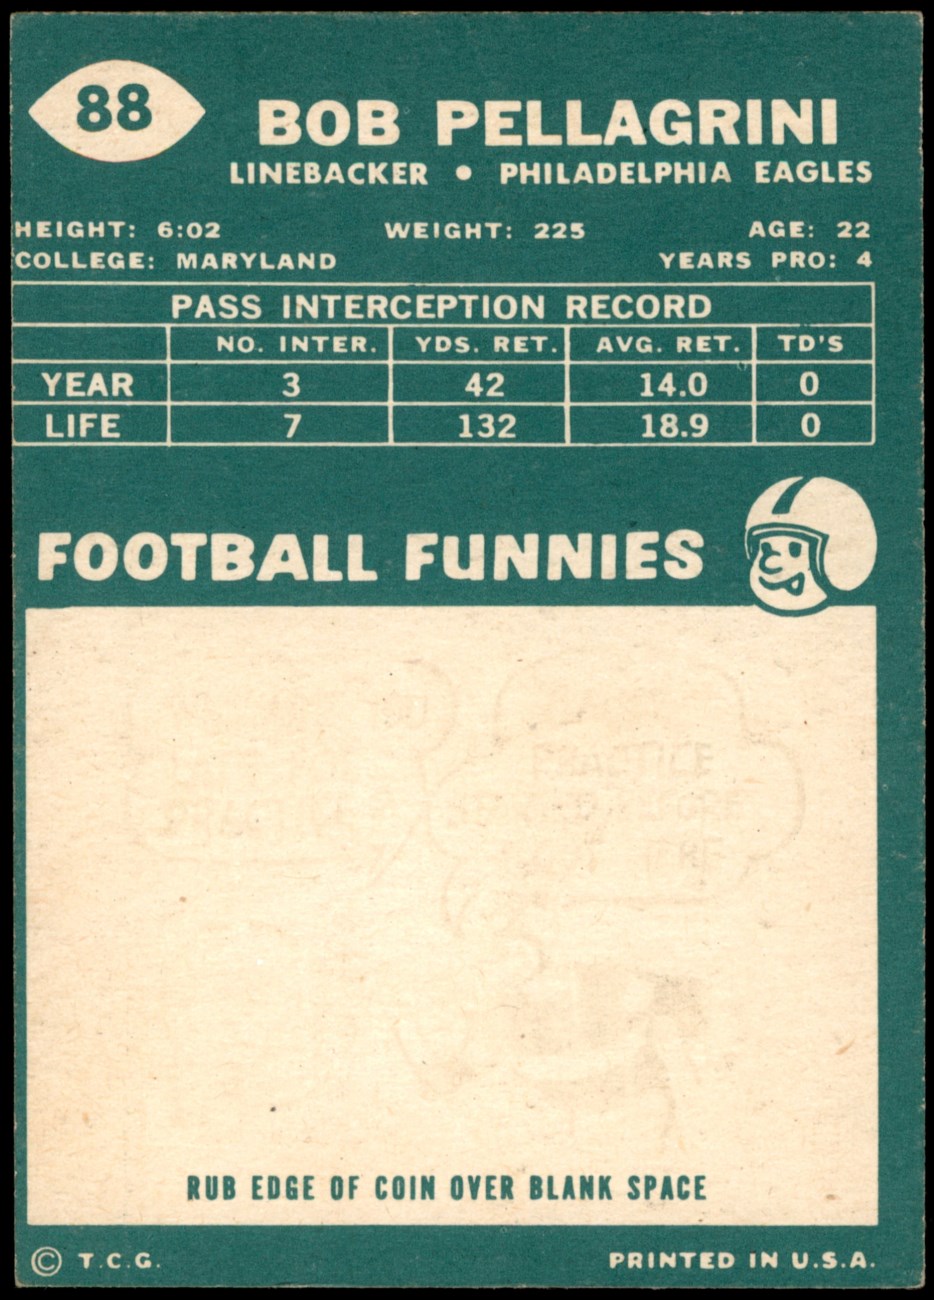 88
BOB PELLAGRINI
LINEBACKER • PHILADELPHIA EAGLES
HEIGHT: 6:02 WEIGHT: 225 AGE: 22
COLLEGE: MARYLAND YEARS PRO: 4
PASS INTERCEPTION RECORD
NO. INTER. YDS. RET. AVG. RET. TD'S
YEAR 3 42 14.0 0
LIFE 7 132 18.9 0
FOOTBALL FUNNIES
PRACTICE
RUB EDGE OF COIN OVER BLANK SPACE
© T.C.G. PRINTED IN U.S.A.